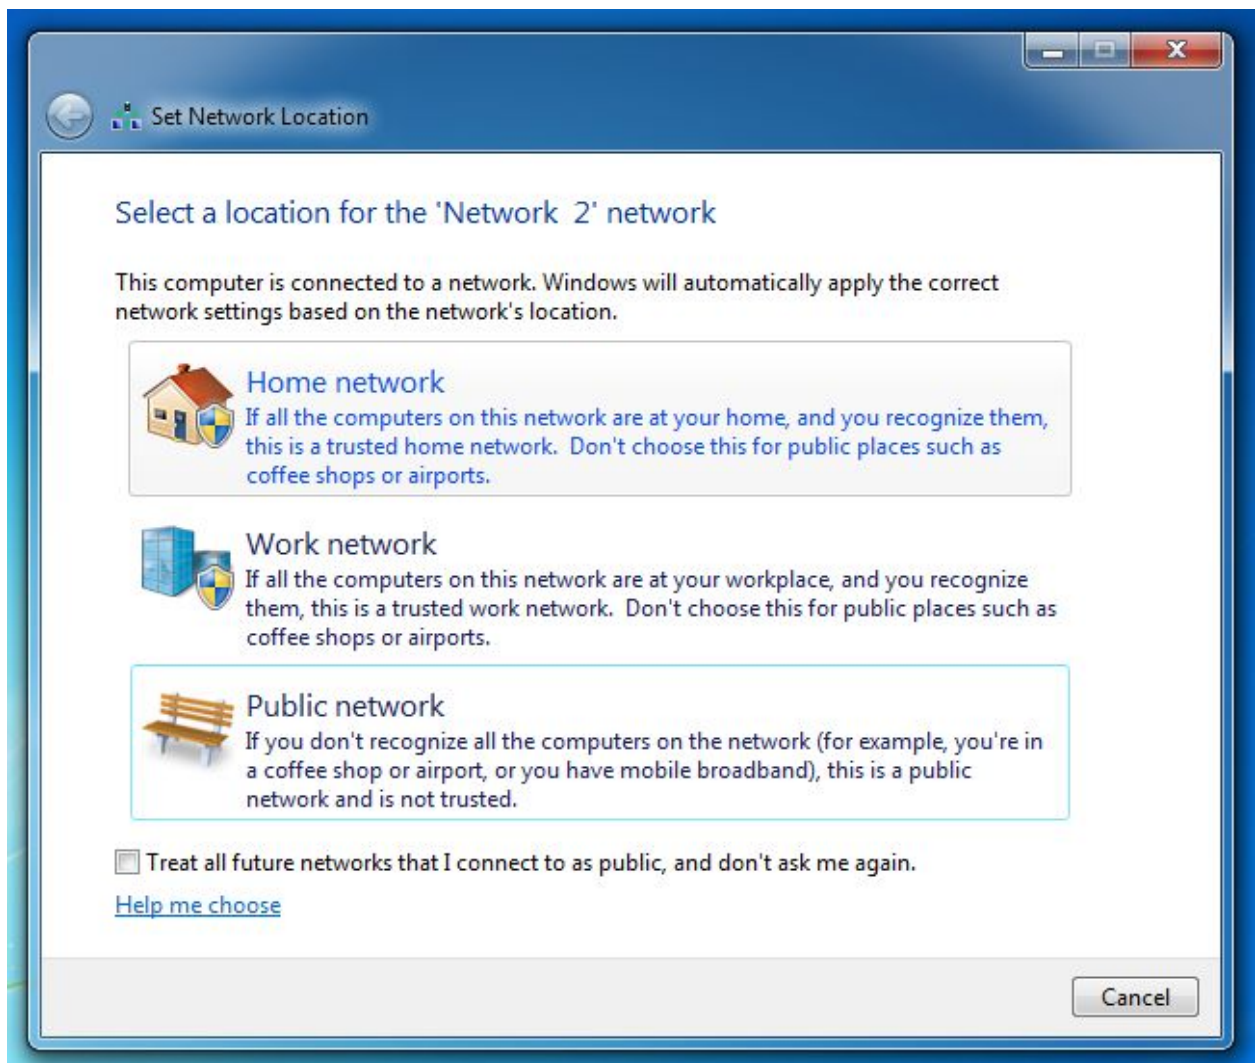 Set Network Location
Select a location for the 'Network  2' network
This computer is connected to a network. Windows will automatically apply the correct
network settings based on the network's location.
Home network
If all the computers on this network are at your home, and you recognize them,
this is a trusted home network.  Don't choose this for public places such as
coffee shops or airports.
Work network
If all the computers on this network are at your workplace, and you recognize
them, this is a trusted work network.  Don't choose this for public places such as
coffee shops or airports.
Public network
If you don't recognize all the computers on the network (for example, you're in
a coffee shop or airport, or you have mobile broadband), this is a public
network and is not trusted.
Treat all future networks that I connect to as public, and don't ask me again.
Help me choose
Cancel